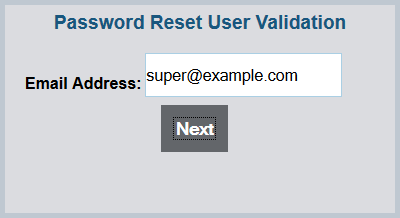 Password Reset User Validation
Email Address: super@example.com
Next